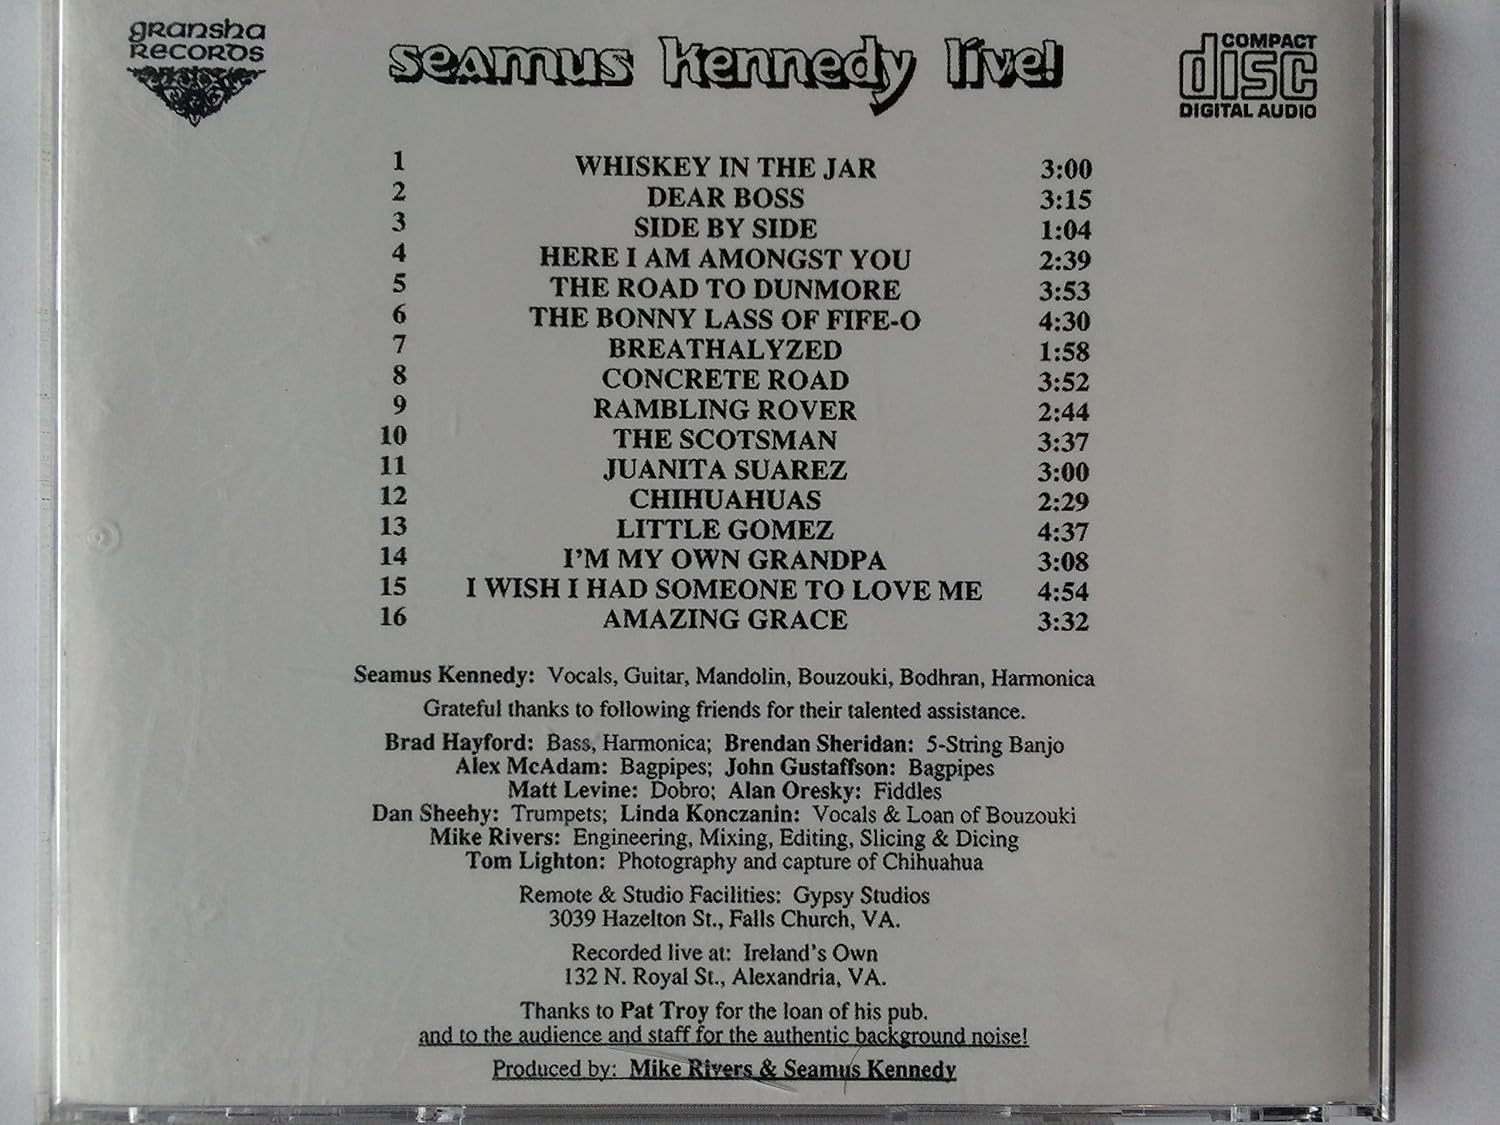 gransha
records
seamus kennedy live!
COMPACT
disc
DIGITAL AUDIO
1 WHISKEY IN THE JAR 3:00
2 DEAR BOSS 3:15
3 SIDE BY SIDE 1:04
4 HERE I AM AMONGST YOU 2:39
5 THE ROAD TO DUNMORE 3:53
6 THE BONNY LASS OF FIFE-O 4:30
7 BREATHALYZED 1:58
8 CONCRETE ROAD 3:52
9 RAMBLING ROVER 2:44
10 THE SCOTSMAN 3:37
11 JUANITA SUAREZ 3:00
12 CHIHUAHUAS 2:29
13 LITTLE GOMEZ 4:37
14 I'M MY OWN GRANDPA 3:08
15 I WISH I HAD SOMEONE TO LOVE ME 4:54
16 AMAZING GRACE 3:32
Seamus Kennedy: Vocals, Guitar, Mandolin, Bouzouki, Bodhran, Harmonica
Grateful thanks to following friends for their talented assistance.
Brad Hayford: Bass, Harmonica; Brendan Sheridan: 5-String Banjo
Alex McAdam: Bagpipes; John Gustaffson: Bagpipes
Matt Levine: Dobro; Alan Oresky: Fiddles
Dan Sheehy: Trumpets; Linda Konczanin: Vocals & Loan of Bouzouki
Mike Rivers: Engineering, Mixing, Editing, Slicing & Dicing
Tom Lighton: Photography and capture of Chihuahua
Remote & Studio Facilities: Gypsy Studios
3039 Hazelton St., Falls Church, VA.
Recorded live at: Ireland's Own
132 N. Royal St., Alexandria, VA.
Thanks to Pat Troy for the loan of his pub.
and to the audience and staff for the authentic background noise!
Produced by: Mike Rivers & Seamus Kennedy